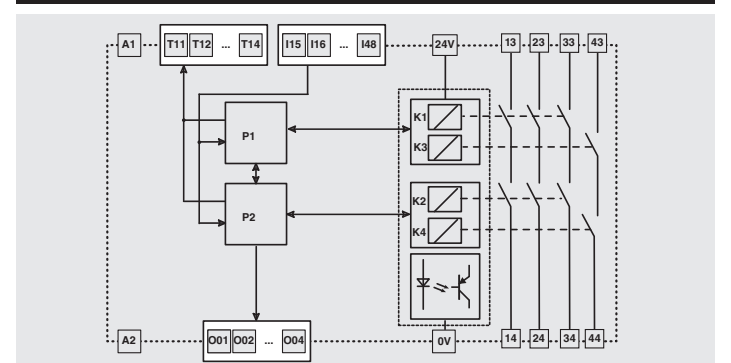 A1 T11 T12 ... T14 I15 I16 ... I48 24V 13 23 33 43
K1
P1
K3
K2
P2
K4
A2 O01 O02 ... O04 0V 14 24 34 44